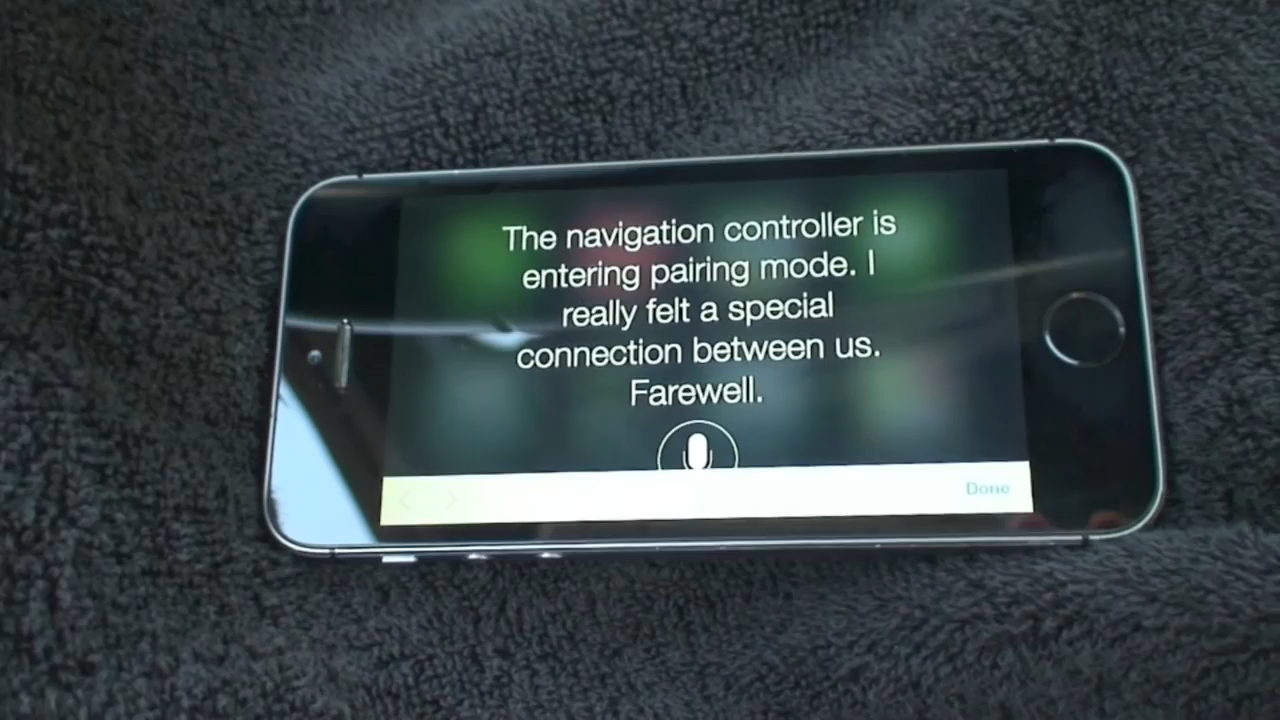 The navigation controller is
entering pairing mode. I
really felt a special
connection between us.
Farewell.
Done